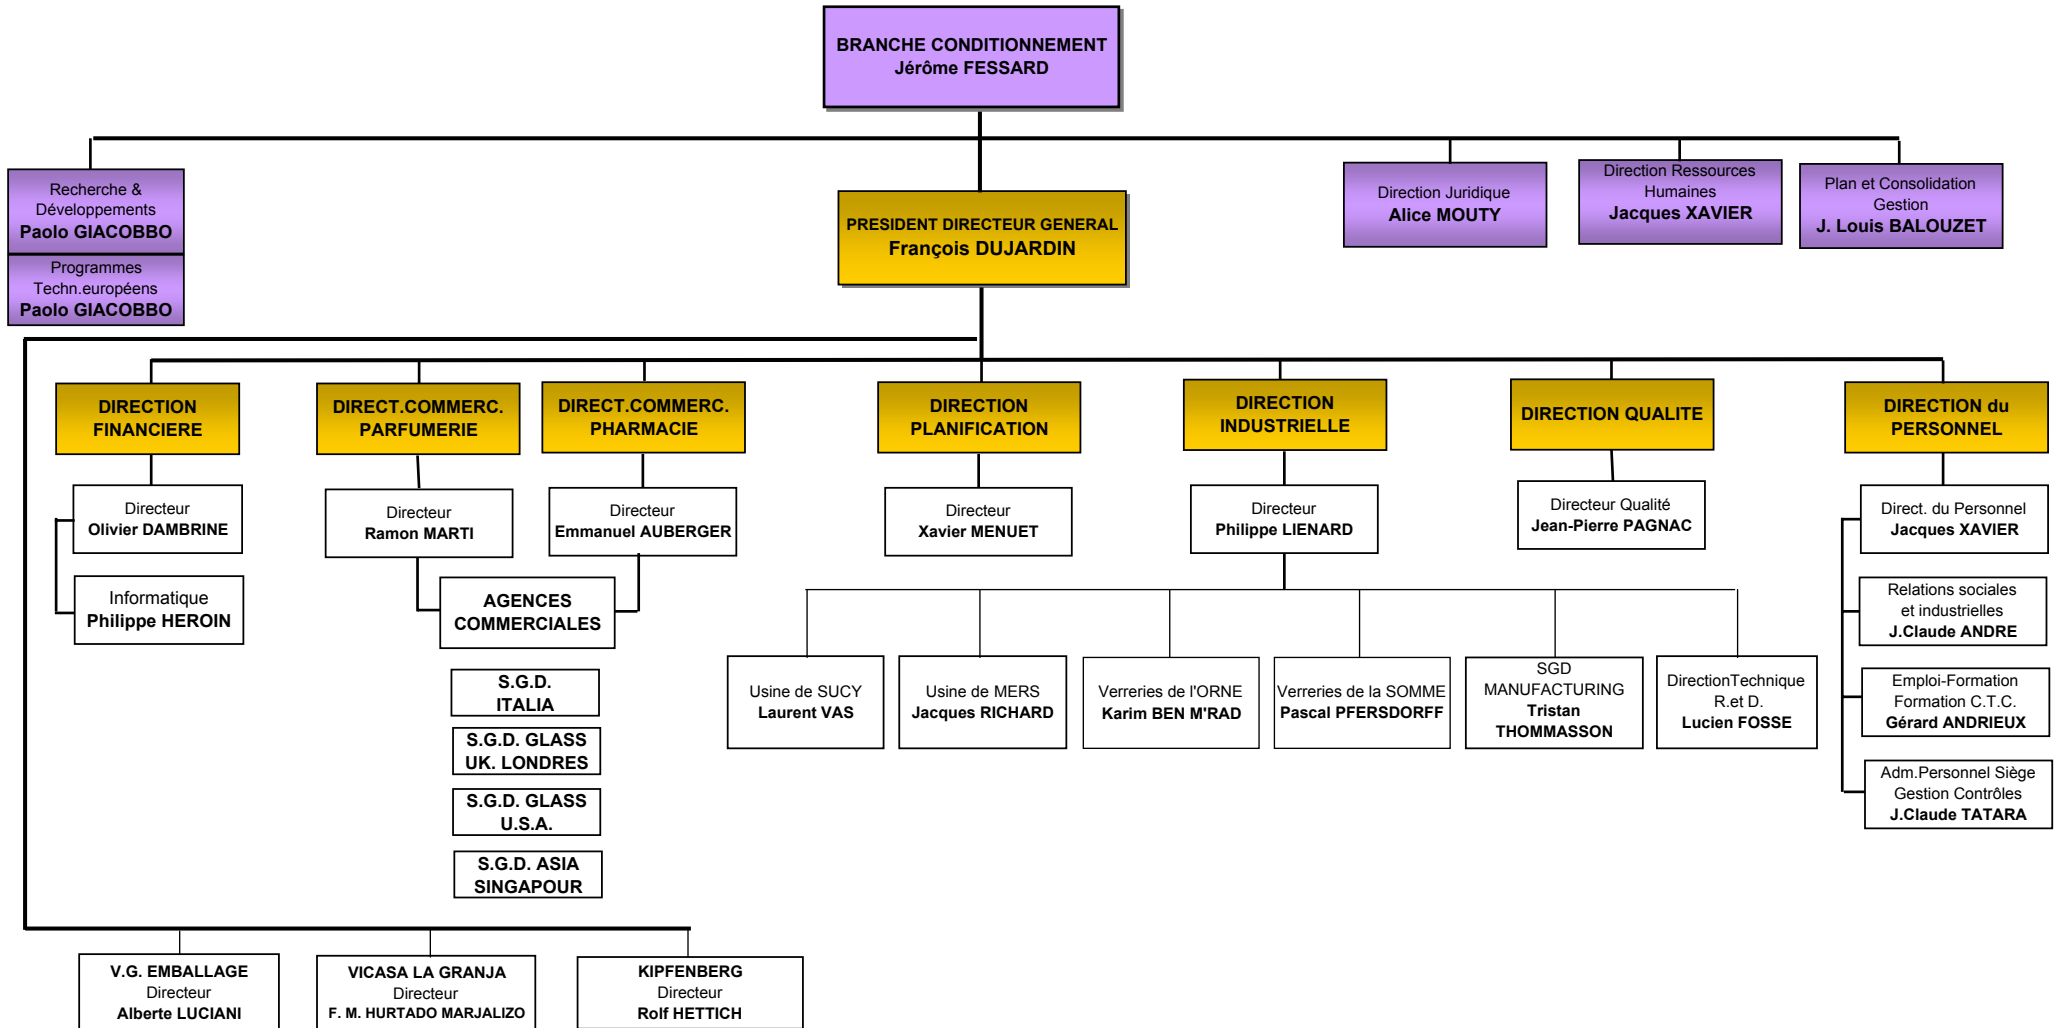 BRANCHE CONDITIONNEMENT
Jérôme FESSARD
Recherche &
Développements
Paolo GIACOBBO
Programmes
Techn.européens
Paolo GIACOBBO
PRESIDENT DIRECTEUR GENERAL
François DUJARDIN
Direction Juridique
Alice MOUTY
Direction Ressources
Humaines
Jacques XAVIER
Plan et Consolidation
Gestion
J. Louis BALOUZET
DIRECTION
FINANCIERE
DIRECT.COMMERC.
PARFUMERIE
DIRECT.COMMERC.
PHARMACIE
DIRECTION
PLANIFICATION
DIRECTION
INDUSTRIELLE
DIRECTION QUALITE
DIRECTION du
PERSONNEL
Directeur
Olivier DAMBRINE
Directeur
Ramon MARTI
Directeur
Emmanuel AUBERGER
Directeur
Xavier MENUET
Directeur
Philippe LIENARD
Directeur Qualité
Jean-Pierre PAGNAC
Direct. du Personnel
Jacques XAVIER
Informatique
Philippe HEROIN
AGENCES
COMMERCIALES
Relations sociales
et industrielles
J.Claude ANDRE
S.G.D.
ITALIA
Usine de SUCY
Laurent VAS
Usine de MERS
Jacques RICHARD
Verreries de l'ORNE
Karim BEN M'RAD
Verreries de la SOMME
Pascal PFERSDORFF
SGD
MANUFACTURING
Tristan
THOMMASSON
DirectionTechnique
R.et D.
Lucien FOSSE
Emploi-Formation
Formation C.T.C.
Gérard ANDRIEUX
S.G.D. GLASS
UK. LONDRES
S.G.D. GLASS
U.S.A.
Adm.Personnel Siège
Gestion Contrôles
J.Claude TATARA
S.G.D. ASIA
SINGAPOUR
V.G. EMBALLAGE
Directeur
Alberte LUCIANI
VICASA LA GRANJA
Directeur
F. M. HURTADO MARJALIZO
KIPFENBERG
Directeur
Rolf HETTICH